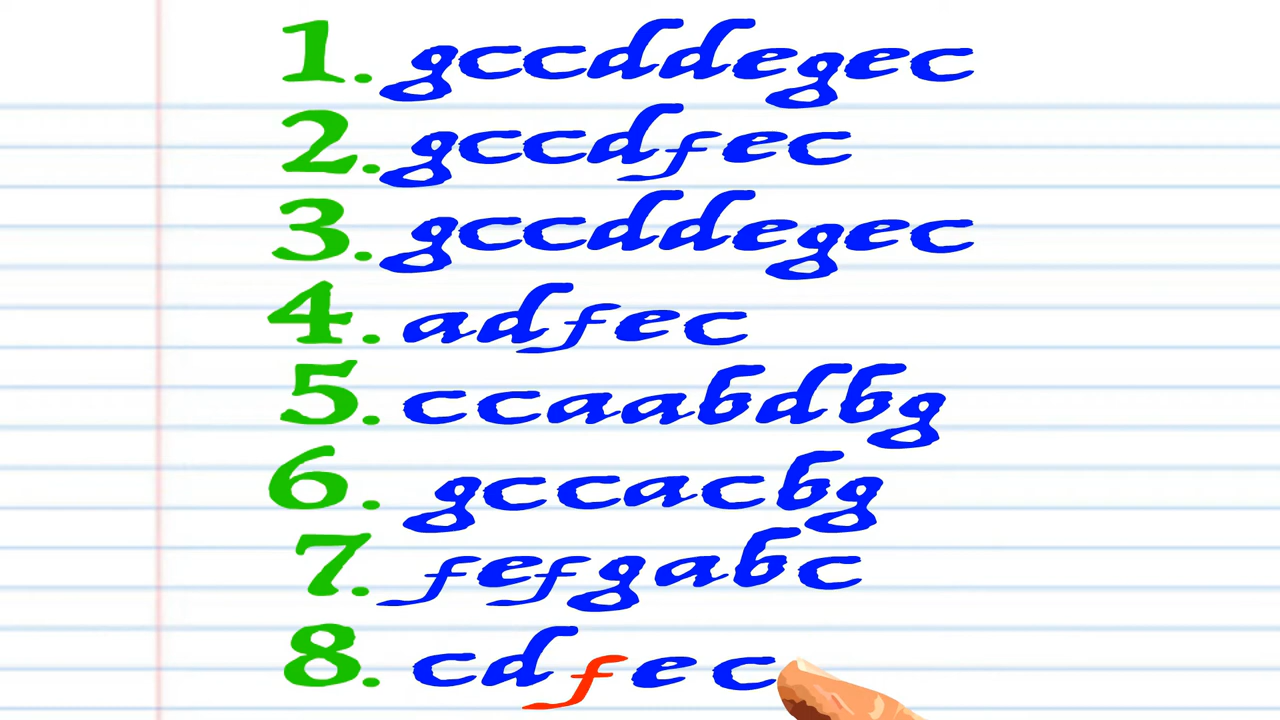 1. gccddegec
2. gccdfec
3. gccddegec
4. adfec
5. ccaabdbg
6. gccacbg
7. fefgabc
8. cdfec